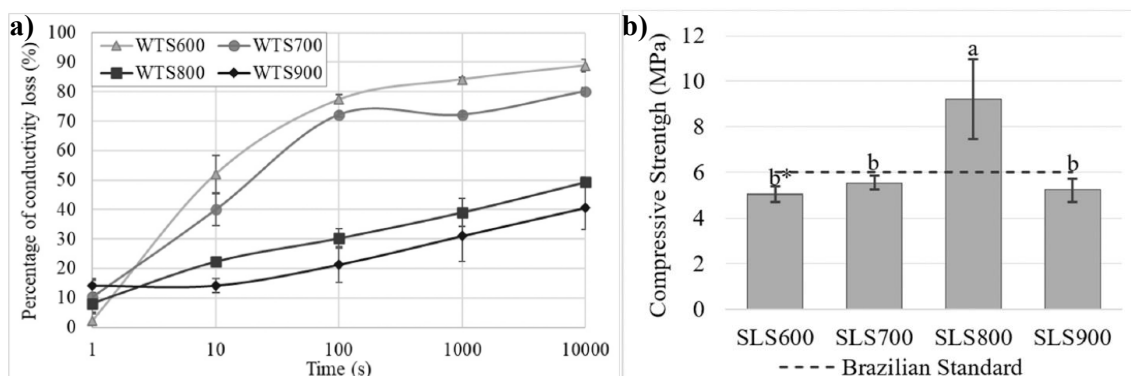 a)
WTS600 WTS700
WTS800 WTS900
Percentage of conductivity loss (%)
100
90
80
70
60
50
40
30
20
10
0
1 10 100 1000 10000
Time (s)
b)
Compressive Strentgh (MPa)
12
10
8
6
4
2
0
b* b a b
SLS600 SLS700 SLS800 SLS900
Brazilian Standard